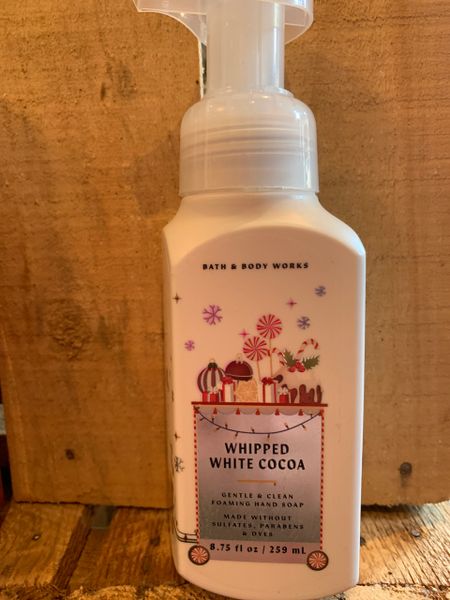 BATH & BODY WORKS
WHIPPED
WHITE COCOA
GENTLE & CLEAN
FOAMING HAND SOAP
MADE WITHOUT
SULFATES, PARABENS
& DYES
8.75 fl oz / 259 mL